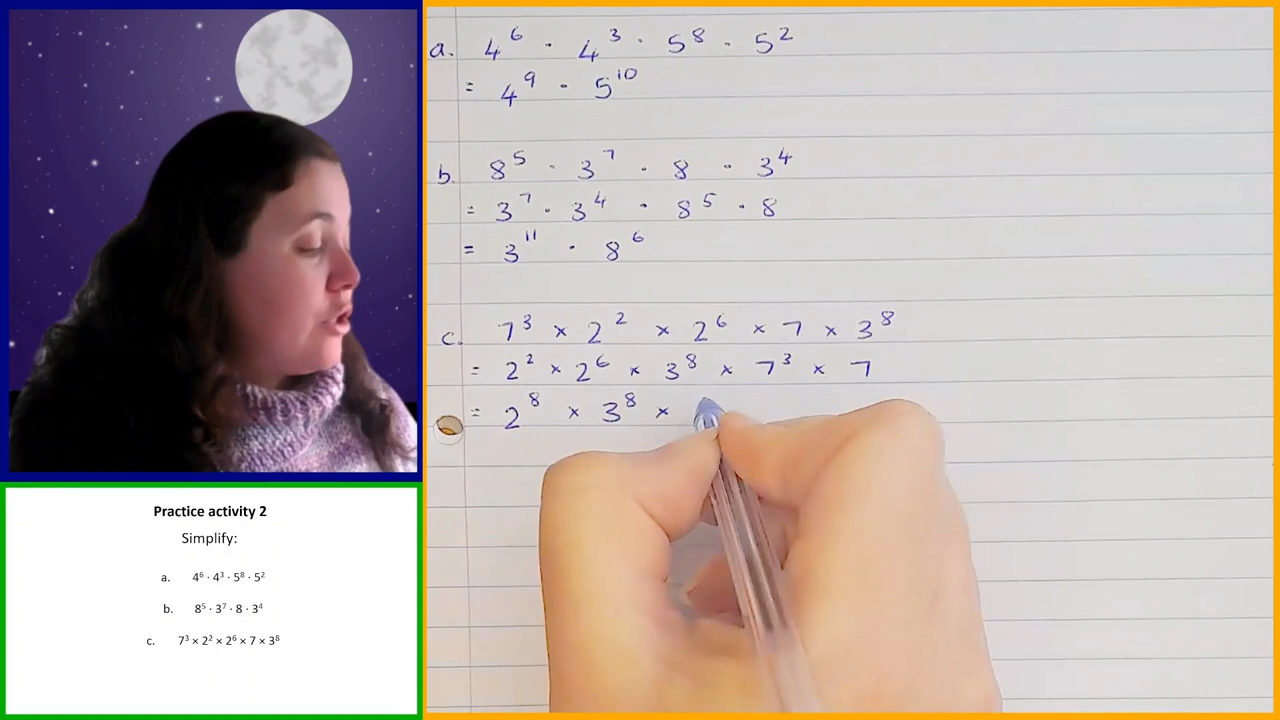 a. 4⁶ · 4³ · 5⁸ · 5²
= 4⁹ · 5¹⁰
b. 8⁵ · 3⁷ · 8 · 3⁴
= 3⁷ · 3⁴ · 8⁵ · 8
= 3¹¹ · 8⁶
c. 7³ × 2² × 2⁶ × 7 × 3⁸
= 2² × 2⁶ × 3⁸ × 7³ × 7
= 2⁸ × 3⁸ ×
Practice activity 2
Simplify:
a. 4⁶ · 4³ · 5⁸ · 5²
b. 8⁵ · 3⁷ · 8 · 3⁴
c. 7³ × 2² × 2⁶ × 7 × 3⁸